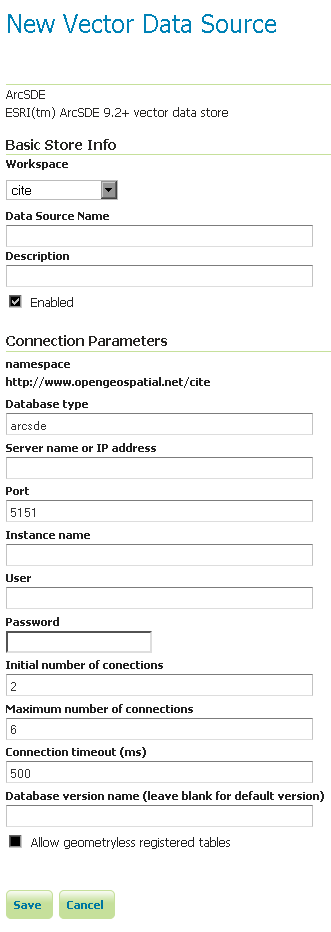 New Vector Data Source
ArcSDE
ESRI(tm) ArcSDE 9.2+ vector data store
Basic Store Info
Workspace
cite
Data Source Name
Description
Enabled
Connection Parameters
namespace
http://www.opengeospatial.net/cite
Database type
arcsde
Server name or IP address
Port
5151
Instance name
User
Password
Initial number of conections
2
Maximum number of connections
6
Connection timeout (ms)
500
Database version name (leave blank for default version)
Allow geometryless registered tables
Save Cancel